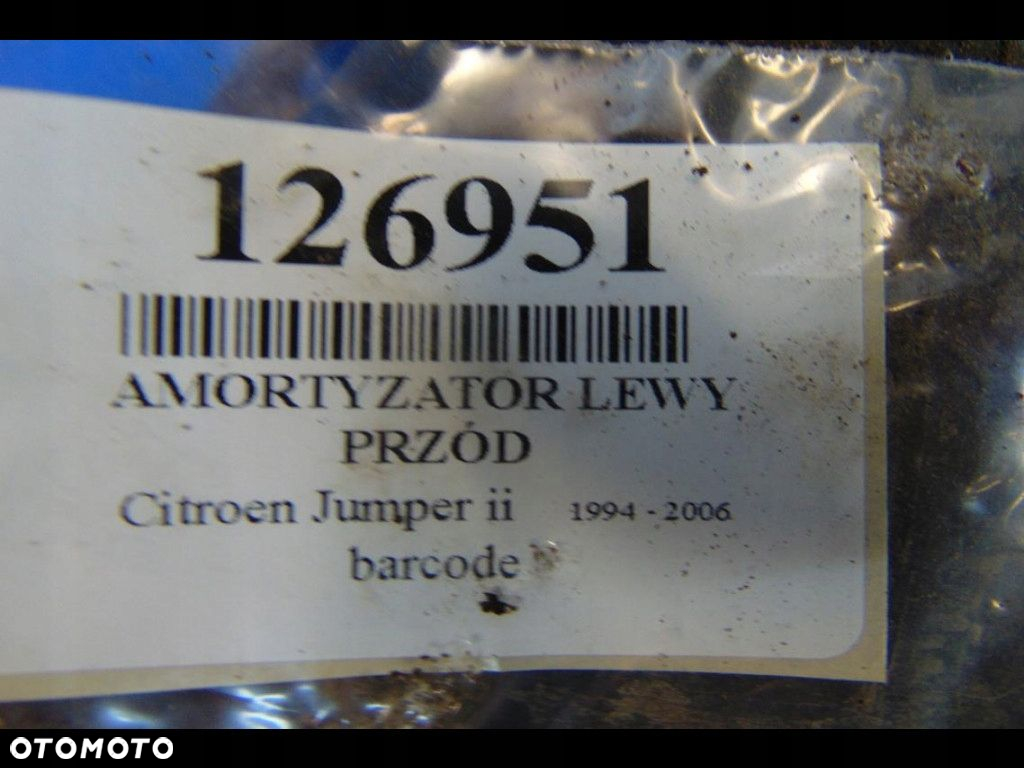 126951
AMORTYZATOR LEWY
PRZÓD
Citroen Jumper ii 1994 - 2006
barcode
OTOMOTO